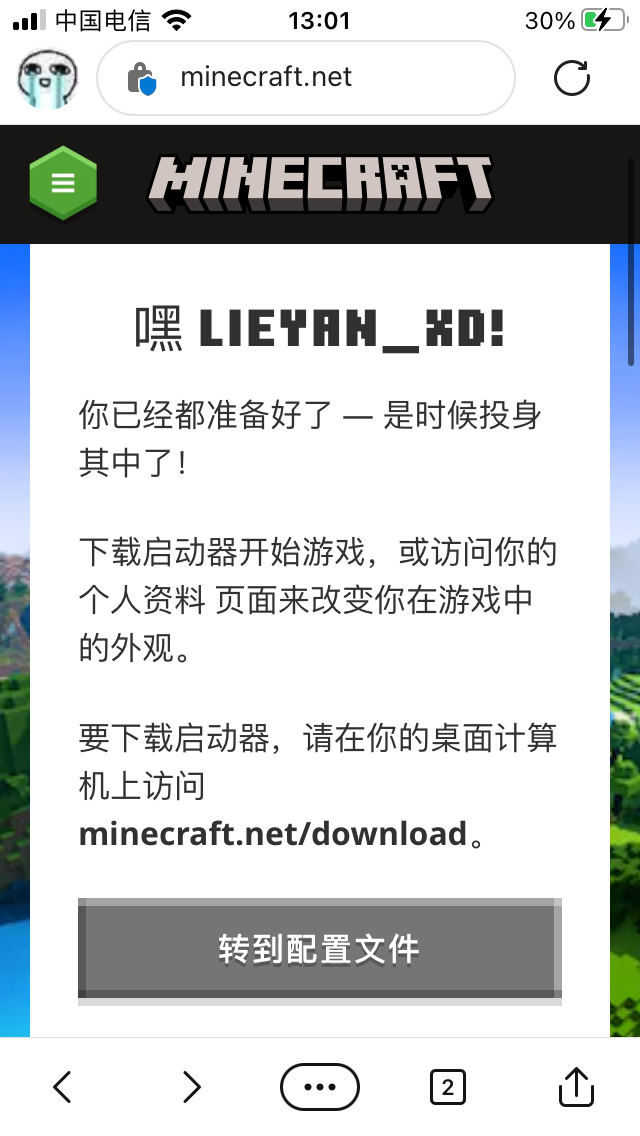 中国电信 13:01 30%
minecraft.net
MINECRAFT
嘿 LIEYAN_XD!
你已经都准备好了 — 是时候投身
其中了！
下载启动器开始游戏，或访问你的
个人资料 页面来改变你在游戏中
的外观。
要下载启动器，请在你的桌面计算
机上访问
minecraft.net/download。
转到配置文件
2